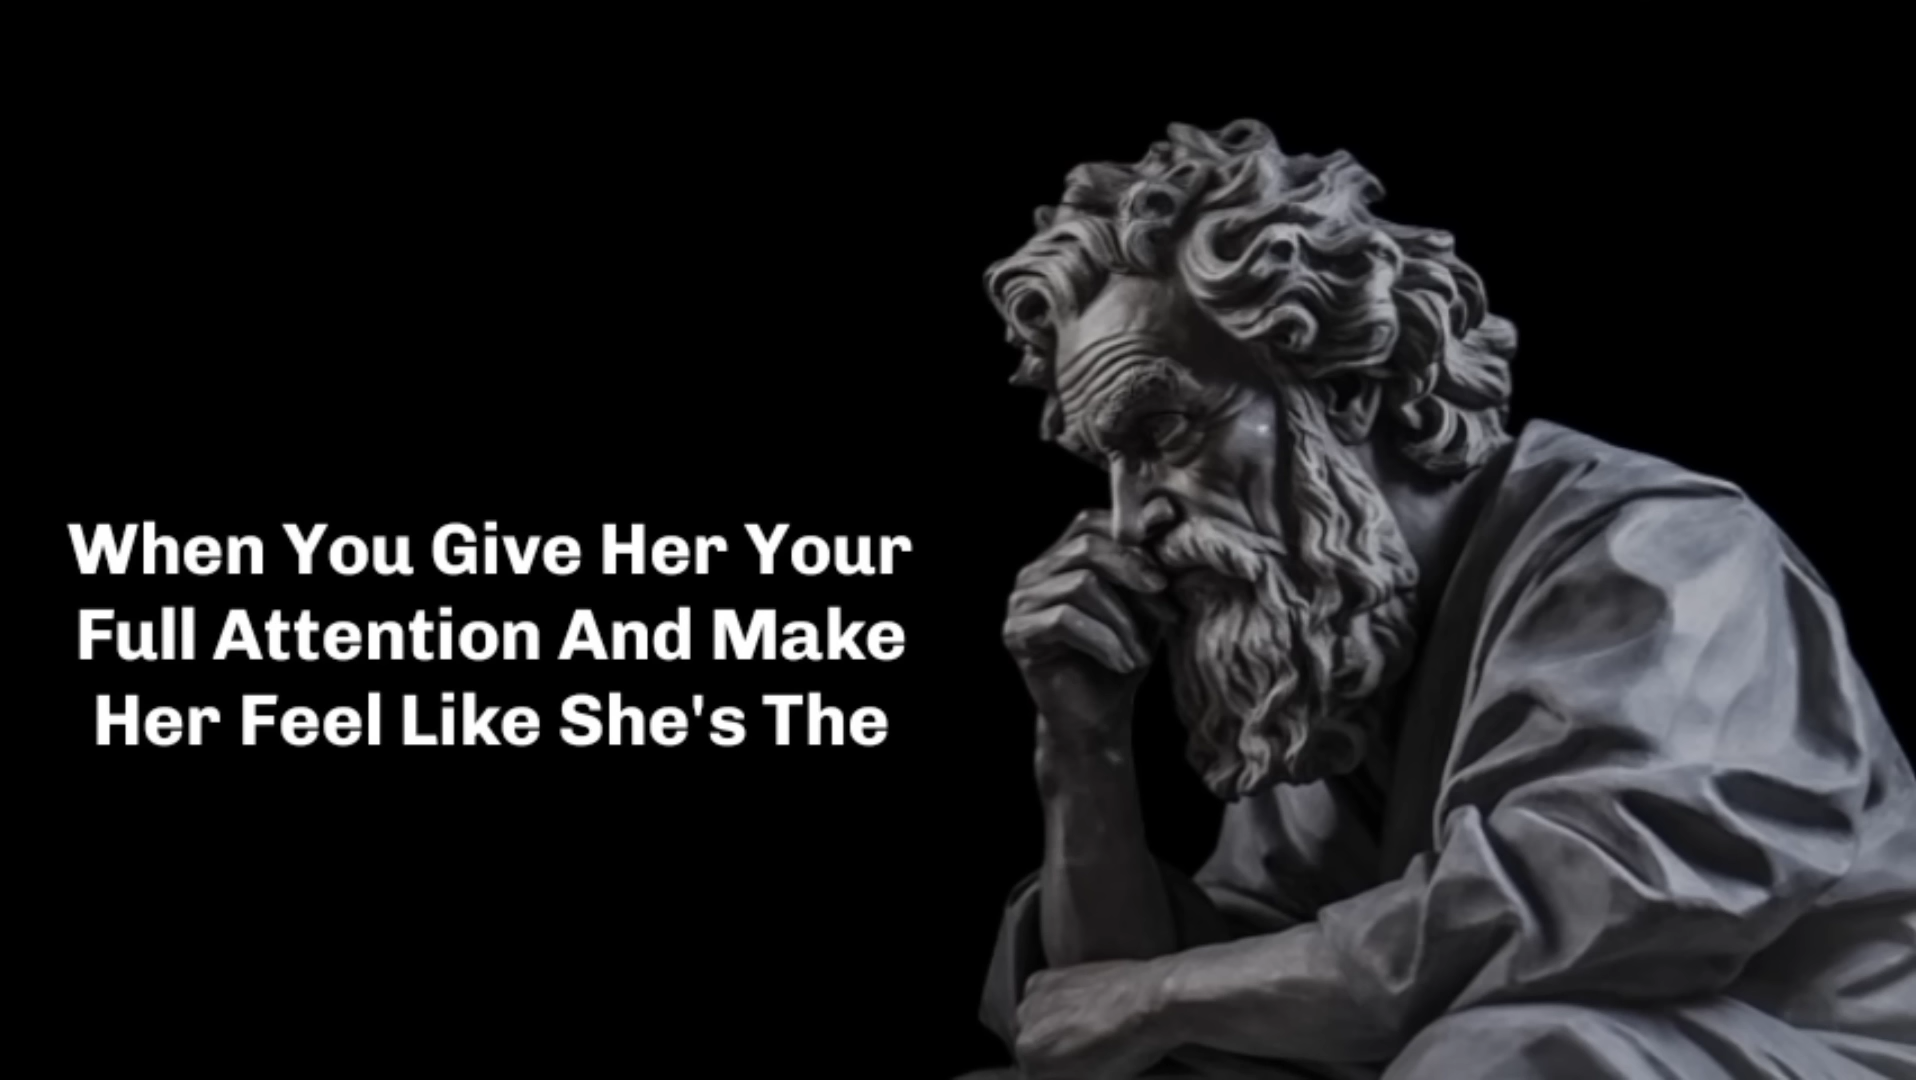 When You Give Her Your
Full Attention And Make
Her Feel Like She's The